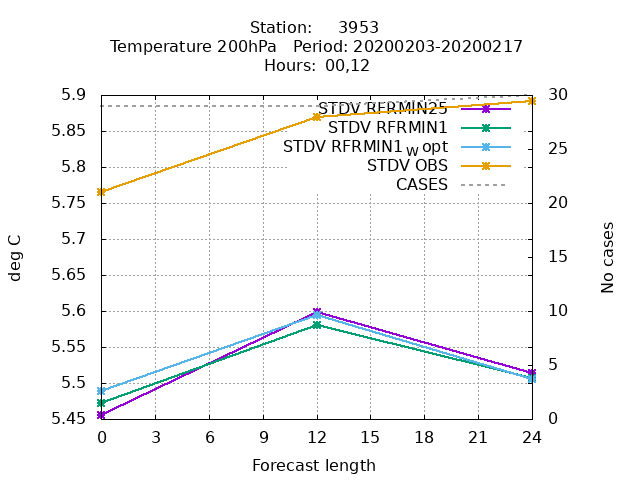 Station: 3953
Temperature 200hPa Period: 20200203-20200217
Hours: 00,12
STDV RFRMIN25
STDV RFRMIN1
STDV RFRMIN1 w opt
STDV OBS
CASES
deg C
5.9
5.85
5.8
5.75
5.7
5.65
5.6
5.55
5.5
5.45
No cases
30
25
20
15
10
5
0
0 3 6 9 12 15 18 21 24
Forecast length